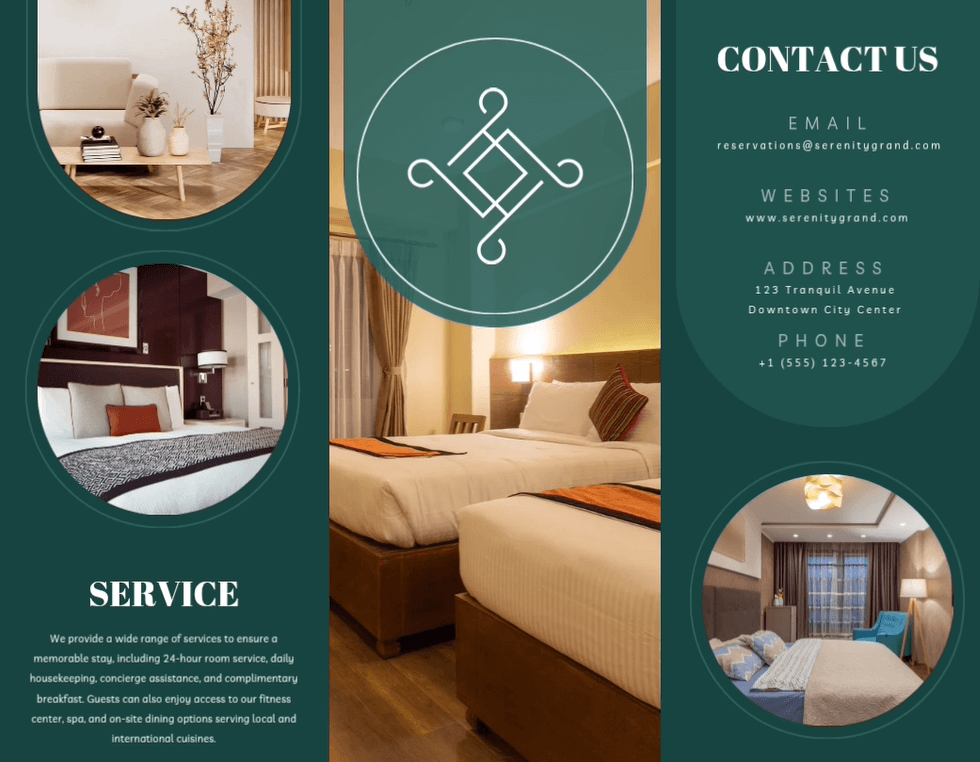 SERVICE
We provide a wide range of services to ensure a
memorable stay, including 24-hour room service, daily
housekeeping, concierge assistance, and complimentary
breakfast. Guests can also enjoy access to our fitness
center, spa, and on-site dining options serving local and
international cuisines.
CONTACT US
EMAIL
reservations@serenitygrand.com
WEBSITES
www.serenitygrand.com
ADDRESS
123 Tranquil Avenue
Downtown City Center
PHONE
+1 (555) 123-4567